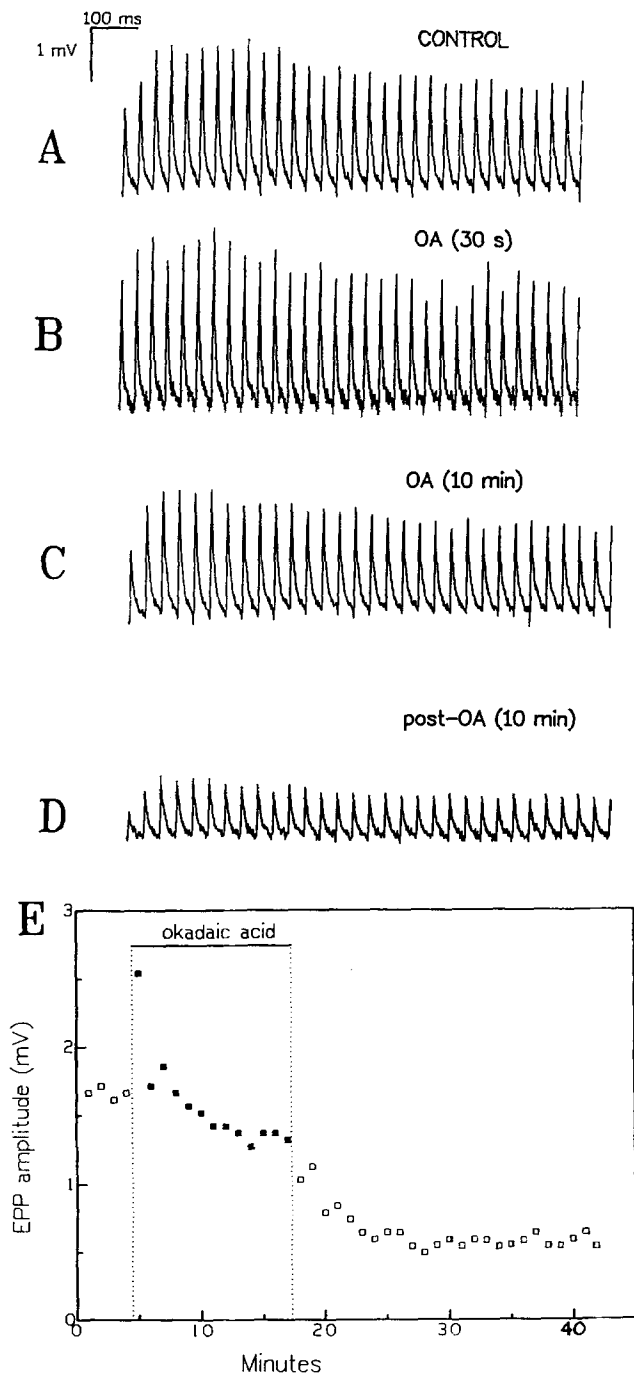 100 ms
1 mV
CONTROL
A
OA (30 s)
B
OA (10 min)
C
post-OA (10 min)
D
E
okadaic acid
EPP amplitude (mV)
3
2
1
0
0 10 20 30 40
Minutes